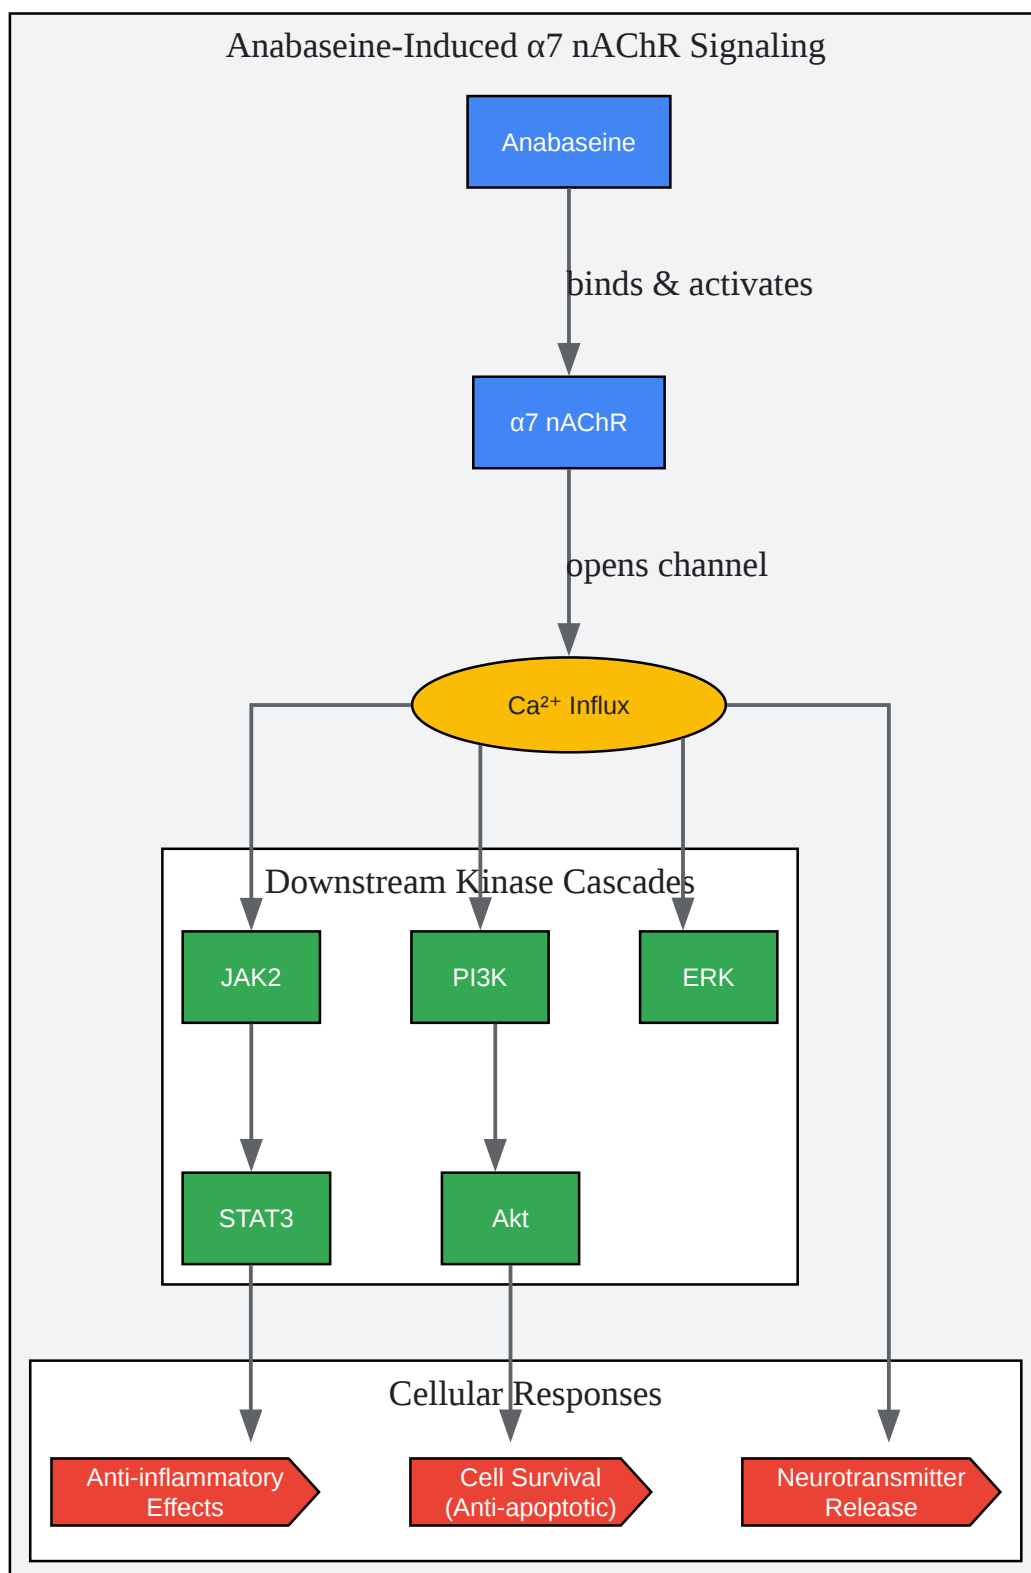 Anabaseine-Induced α7 nAChR Signaling
Anabaseine
binds & activates
α7 nAChR
opens channel
Ca²⁺ Influx
Downstream Kinase Cascades
JAK2
PI3K
ERK
STAT3
Akt
Cellular Responses
Anti-inflammatory
Effects
Cell Survival
(Anti-apoptotic)
Neurotransmitter
Release